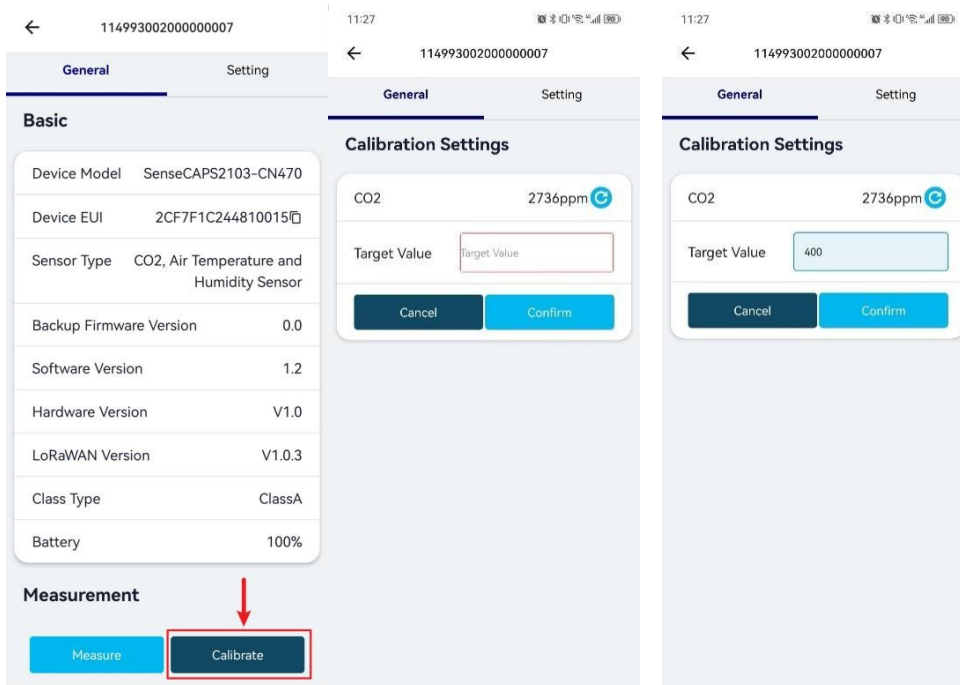 114993002000000007
General Setting
Basic
Device Model SenseCAPS2103-CN470
Device EUI 2CF7F1C244810015
Sensor Type CO2, Air Temperature and
Humidity Sensor
Backup Firmware Version 0.0
Software Version 1.2
Hardware Version V1.0
LoRaWAN Version V1.0.3
Class Type ClassA
Battery 100%
Measurement
Measure Calibrate
11:27 90
114993002000000007
General Setting
Calibration Settings
CO2 2736ppm
Target Value Target Value
Cancel Confirm
11:27 90
114993002000000007
General Setting
Calibration Settings
CO2 2736ppm
Target Value 400
Cancel Confirm